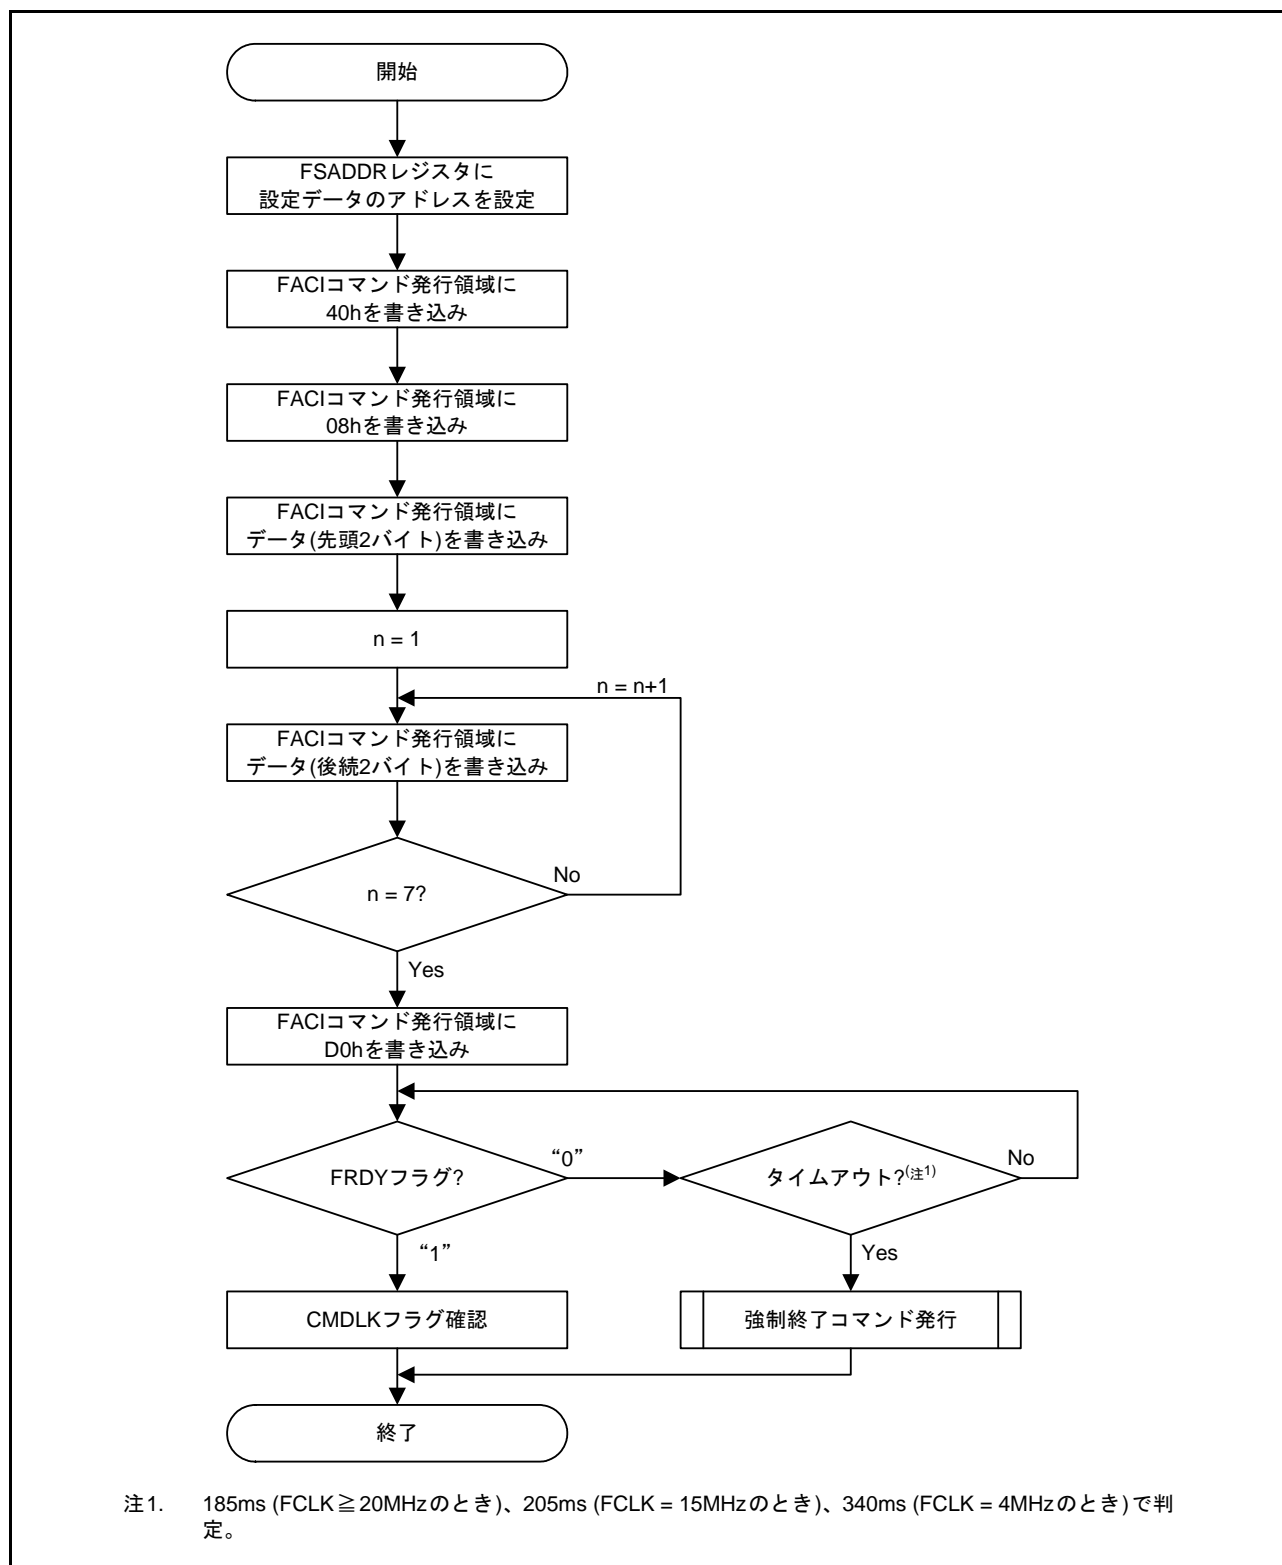 開始
FSADDRレジスタに
設定データのアドレスを設定
FACIコマンド発行領域に
40hを書き込み
FACIコマンド発行領域に
08hを書き込み
FACIコマンド発行領域に
データ(先頭2バイト)を書き込み
n = 1
n = n+1
FACIコマンド発行領域に
データ(後続2バイト)を書き込み
n = 7?
No
Yes
FACIコマンド発行領域に
D0hを書き込み
FRDYフラグ?
“0”
タイムアウト?(注1)
No
“1”
Yes
CMDLKフラグ確認
強制終了コマンド発行
終了
注1. 185ms (FCLK≧20MHzのとき)、205ms (FCLK = 15MHzのとき)、340ms (FCLK = 4MHzのとき)で判
定。